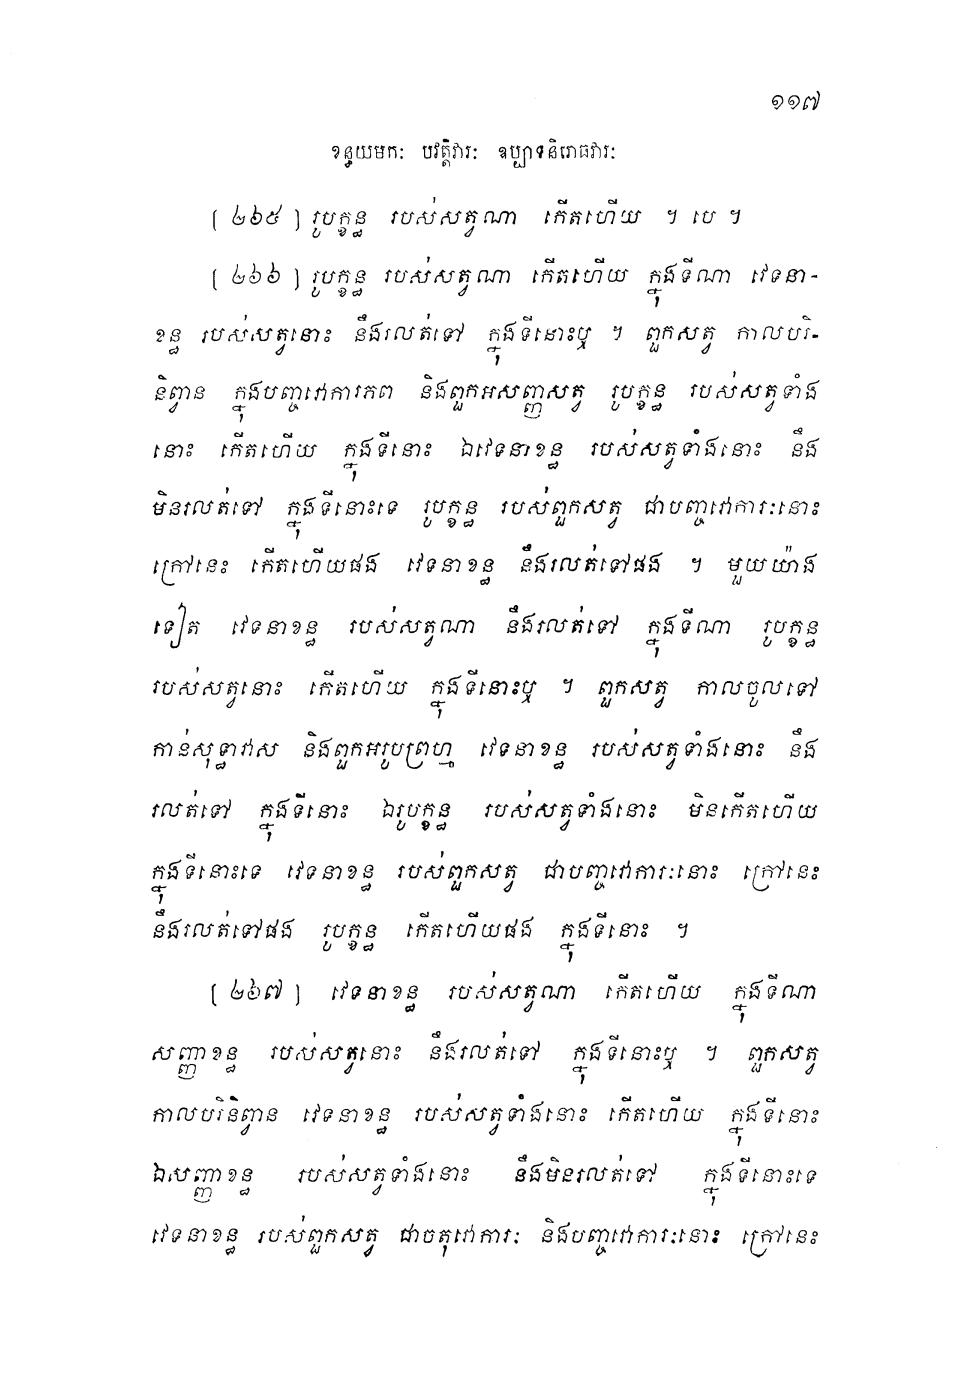 ១១៧
ខន្ធយមកៈ បវត្តិវារៈ ឧប្បាទនិរោធវារៈ
[ ២៦៥ ] រូបក្ខន្ធ របស់សត្វណា កើតហើយ ។ បេ ។
[ ២៦៦ ] រូបក្ខន្ធ របស់សត្វណា កើតហើយ ក្នុងទីណា វេទនា-
ខន្ធ របស់សត្វនោះ នឹងរលត់ទៅ ក្នុងទីនោះឬ ។ ពួកសត្វ កាលបរិ-
និព្វាន ក្នុងបញ្ចវោការភព និងពួកអសញ្ញសត្វ រូបក្ខន្ធ របស់សត្វទាំង
នោះ កើតហើយ ក្នុងទីនោះ ឯវេទនាខន្ធ របស់សត្វទាំងនោះ នឹង
មិនរលត់ទៅ ក្នុងទីនោះទេ រូបក្ខន្ធ របស់ពួកសត្វ ជាបញ្ចវោការៈនោះ
ក្រៅនេះ កើតហើយផង វេទនាខន្ធ នឹងរលត់ទៅផង ។ មួយយ៉ាង
ទៀត វេទនាខន្ធ របស់សត្វណា នឹងរលត់ទៅ ក្នុងទីណា រូបក្ខន្ធ
របស់សត្វនោះ កើតហើយ ក្នុងទីនោះឬ ។ ពួកសត្វ កាលចូលទៅ
កាន់សុទ្ធាវាស និងពួកអរូបព្រហ្ម វេទនាខន្ធ របស់សត្វទាំងនោះ នឹង
រលត់ទៅ ក្នុងទីនោះ ឯរូបក្ខន្ធ របស់សត្វទាំងនោះ មិនកើតហើយ
ក្នុងទីនោះទេ វេទនាខន្ធ របស់ពួកសត្វ ជាបញ្ចវោការៈនោះ ក្រៅនេះ
នឹងរលត់ទៅផង រូបក្ខន្ធ កើតហើយផង ក្នុងទីនោះ ។
[ ២៦៧ ] វេទនាខន្ធ របស់សត្វណា កើតហើយ ក្នុងទីណា
សញ្ញាខន្ធ របស់សត្វនោះ នឹងរលត់ទៅ ក្នុងទីនោះឬ ។ ពួកសត្វ
កាលបរិនិព្វាន វេទនាខន្ធ របស់សត្វទាំងនោះ កើតហើយ ក្នុងទីនោះ
ឯសញ្ញាខន្ធ របស់សត្វទាំងនោះ នឹងមិនរលត់ទៅ ក្នុងទីនោះទេ
វេទនាខន្ធ របស់ពួកសត្វ ជាចតុវោការៈ និងបញ្ចវោការៈនោះ ក្រៅនេះ